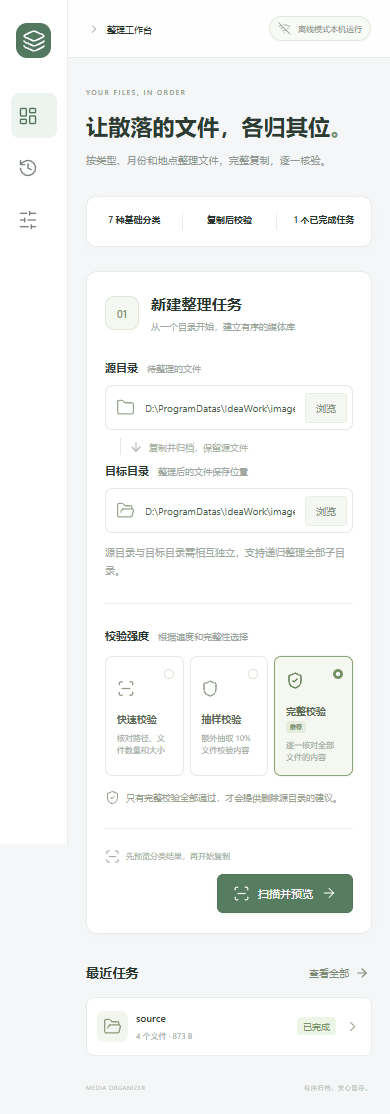 整理工作台
离线模式本机运行
YOUR FILES, IN ORDER
让散落的文件，各归其位。
按类型、月份和地点整理文件，完整复制，逐一核验。
7 种基础分类
复制后校验
1 个已完成任务
01
新建整理任务
从一个目录开始，建立有序的媒体库
源目录 待整理的文件
D:\ProgramDatas\IdeaWork\image
浏览
复制并归档，保留源文件
目标目录 整理后的文件保存位置
D:\ProgramDatas\IdeaWork\image
浏览
源目录与目标目录需相互独立，支持递归整理全部子目
录。
校验强度 根据速度和完整性选择
快速校验
核对路径、文
件数量和大小
抽样校验
额外抽取 10%
文件校验内容
完整校验
推荐
逐一核对全部
文件的内容
只有完整校验全部通过，才会提供删除源目录的建议。
先预览分类结果，再开始复制
扫描并预览
最近任务
查看全部
source
4 个文件 · 873 B
已完成
MEDIA ORGANIZER
有序归档，安心留存。